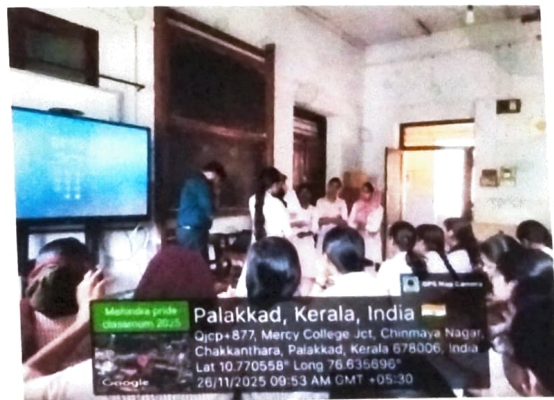 GPS Map Camera
Mahindra pride
classroom 2025
Palakkad, Kerala, India
Qjcp+877, Mercy College Jct, Chinmaya Nagar,
Chakkanthara, Palakkad, Kerala 678006, India
Lat 10.770558° Long 76.635696°
26/11/2025 09:53 AM GMT +05:30
Google